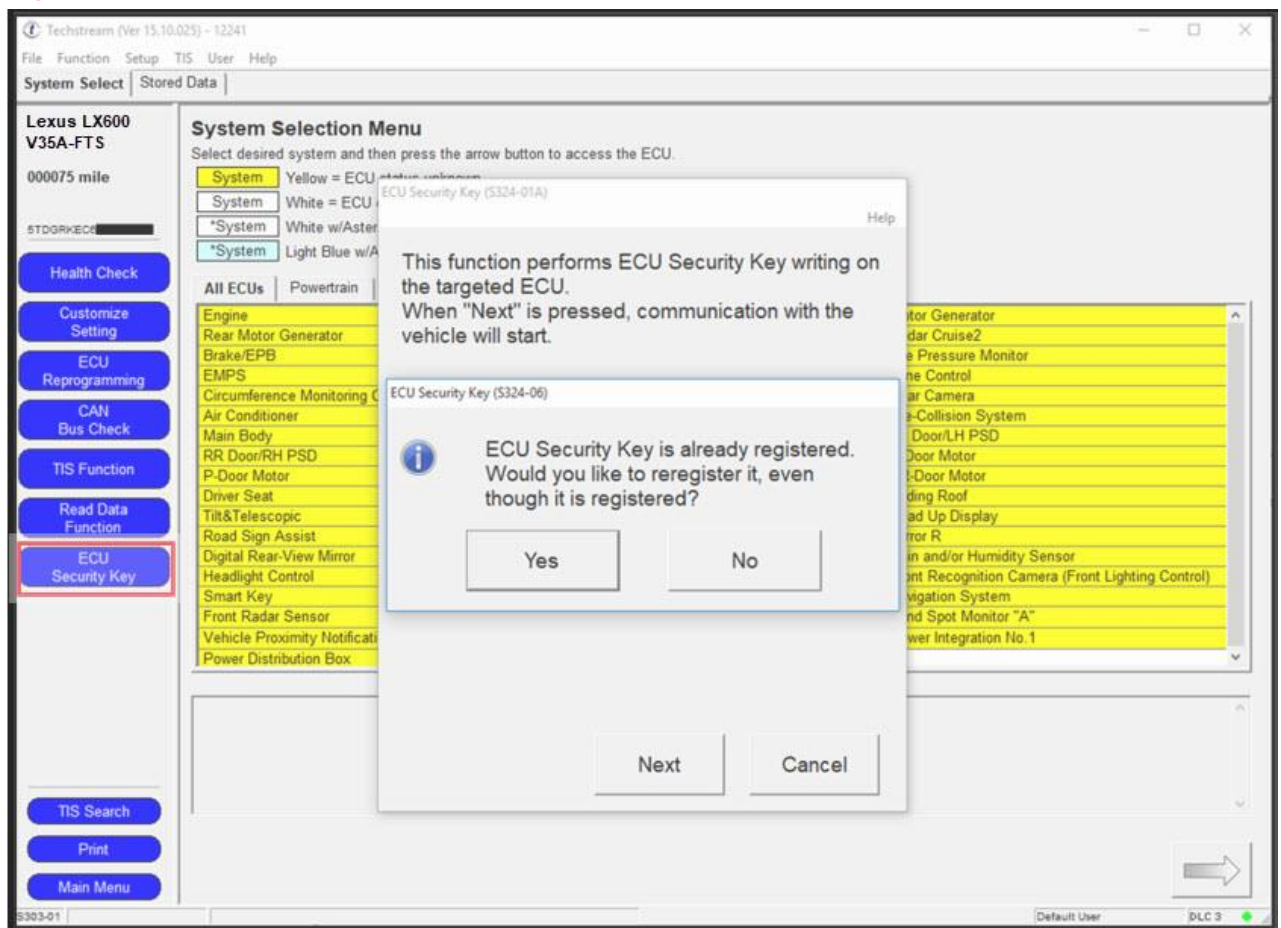 Techstream (Ver 15.10.025) - 12241
File Function Setup TIS User Help
System Select Stored Data
Lexus LX600
V35A-FTS
000075 mile
5TDGRKEC6
Health Check
Customize
Setting
ECU
Reprogramming
CAN
Bus Check
TIS Function
Read Data
Function
ECU
Security Key
TIS Search
Print
Main Menu
System Selection Menu
Select desired system and then press the arrow button to access the ECU.
System Yellow = ECU status unknown
System White = ECU
*System White w/Aster
*System Light Blue w/A
All ECUs Powertrain
Engine
Rear Motor Generator
Brake/EPB
EMPS
Circumference Monitoring
Air Conditioner
Main Body
RR Door/RH PSD
P-Door Motor
Driver Seat
Tilt&Telescopic
Road Sign Assist
Digital Rear-View Mirror
Headlight Control
Smart Key
Front Radar Sensor
Vehicle Proximity Notificati
Power Distribution Box
tor Generator
dar Cruise2
e Pressure Monitor
ne Control
ar Camera
e-Collision System
Door/LH PSD
Door Motor
-Door Motor
ding Roof
ad Up Display
rror R
in and/or Humidity Sensor
ont Recognition Camera (Front Lighting Control)
vigation System
nd Spot Monitor "A"
wer Integration No.1
ECU Security Key (S324-01A)
Help
This function performs ECU Security Key writing on
the targeted ECU.
When "Next" is pressed, communication with the
vehicle will start.
ECU Security Key (S324-06)
ECU Security Key is already registered.
Would you like to reregister it, even
though it is registered?
Yes No
Next Cancel
S303-01
Default User
DLC 3